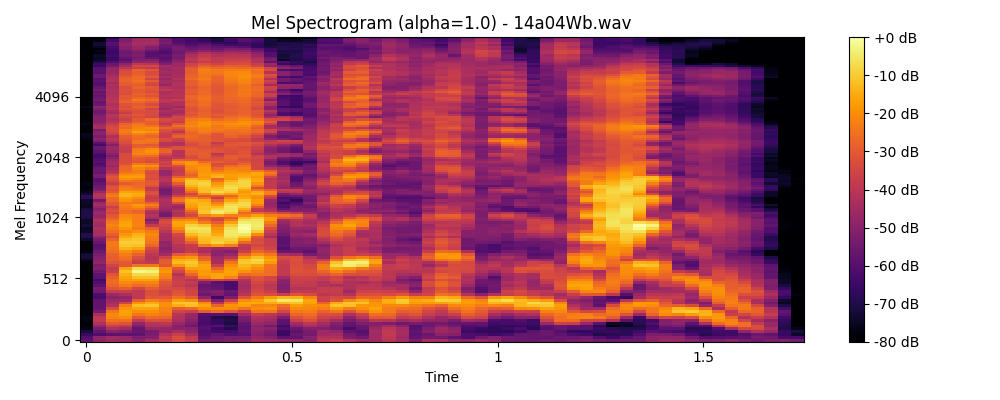 Mel Spectrogram (alpha=1.0) - 14a04Wb.wav
Mel Frequency
4096
2048
1024
512
0
0
0.5
1
1.5
Time
+0 dB
-10 dB
-20 dB
-30 dB
-40 dB
-50 dB
-60 dB
-70 dB
-80 dB